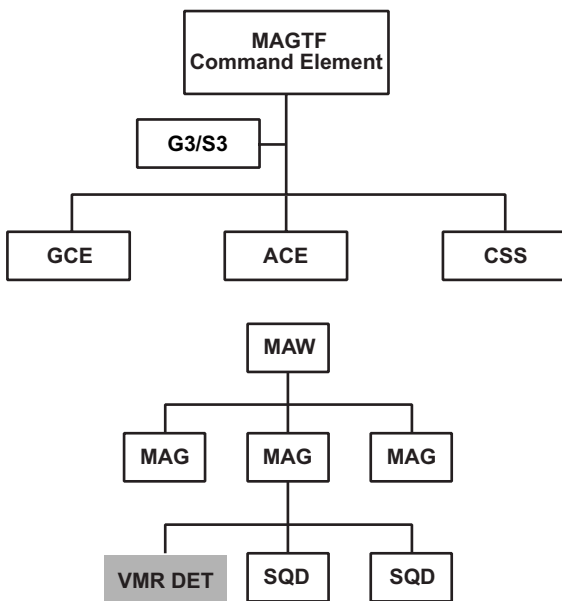 MAGTF
Command Element
G3/S3
GCE
ACE
CSS
MAW
MAG
MAG
MAG
VMR DET
SQD
SQD